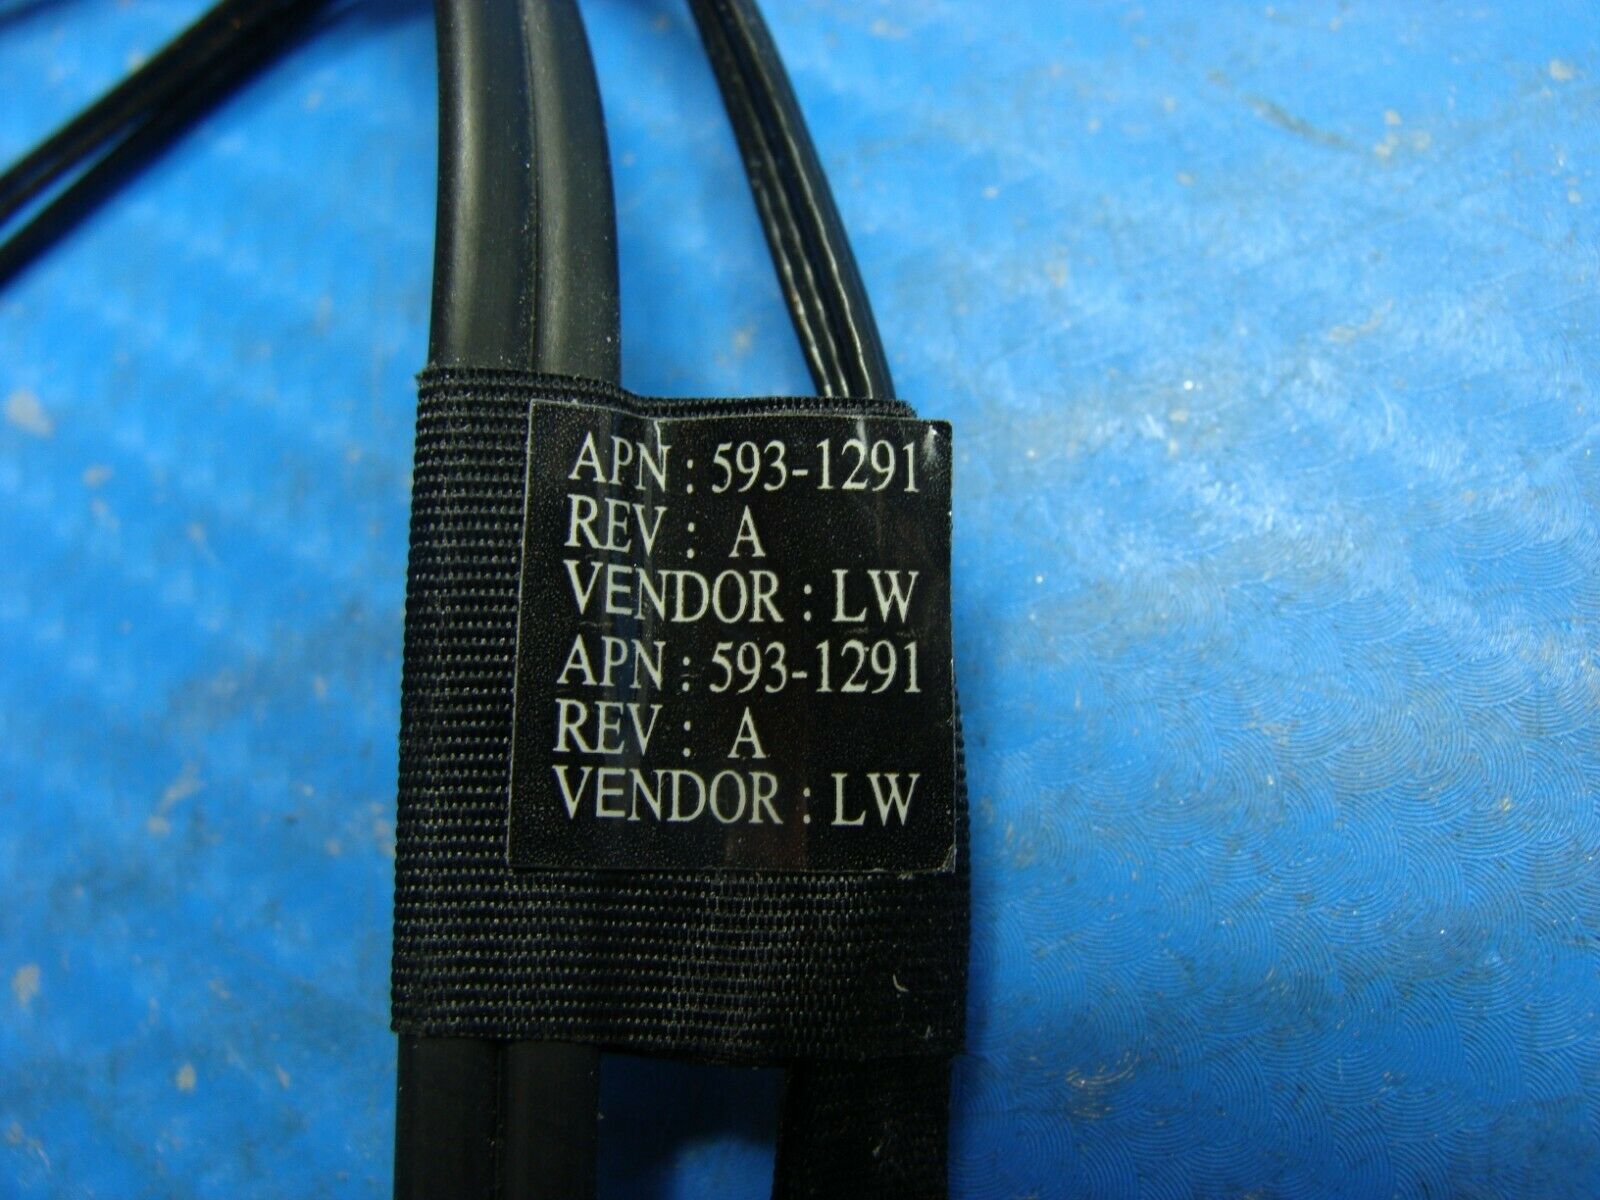 APN : 593-1291
REV : A
VENDOR : LW
APN : 593-1291
REV : A
VENDOR : LW